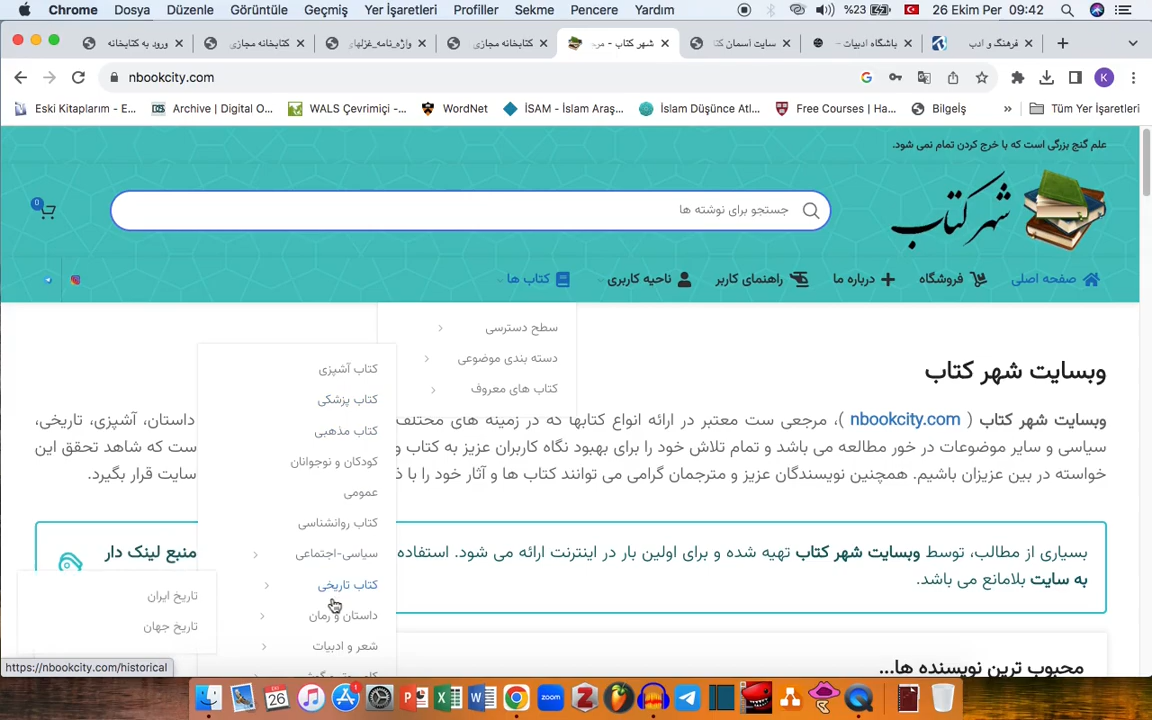 Chrome Dosya Düzenle Görüntüle Geçmiş Yer İşaretleri Profiller Sekme Pencere Yardım %23 26 Ekim Per 09:42
ورود به کتابخانه
کتابخانه مجازی
واژه_نامه_غزلهای
کتابخانه مجازی
شهر کتاب - مرج
سایت آسمان کتا
باشگاه ادبیات –
فرهنگ و ادب
nbookcity.com
K
Eski Kitaplarım - E...
Archive | Digital O...
WALS Çevrimiçi -...
WordNet
İSAM - İslam Araş...
İslam Düşünce Atl...
Free Courses | Ha...
Bilgelş
»
Tüm Yer İşaretleri
علم گنج بزرگی است که با خرج کردن تمام نمی شود.
شهر کتاب
جستجو برای نوشته ها
0
صفحه اصلی
فروشگاه
درباره ما
راهنمای کاربر
ناحیه کاربری
کتاب ها
سطح دسترسی
دسته بندی موضوعی
کتاب های معروف
کتاب آشپزی
کتاب پزشکی
کتاب مذهبی
کودکان و نوجوانان
عمومی
کتاب روانشناسی
سیاسی-اجتماعی
کتاب تاریخی
داستان و رمان
شعر و ادبیات
تاریخ ایران
تاریخ جهان
وبسایت شهر کتاب
وبسایت شهر کتاب ( nbookcity.com )، مرجعی ست معتبر در ارائه انواع کتابها که در زمینه های مختلف داستان، آشپزی، تاریخی،
سیاسی و سایر موضوعات در خور مطالعه می باشد و تمام تلاش خود را برای بهبود نگاه کاربران عزیز به کتاب و است که شاهد تحقق این
خواسته در بین عزیزان باشیم. همچنین نویسندگان عزیز و مترجمان گرامی می توانند کتاب ها و آثار خود را با ذ سایت قرار بگیرد.
بسیاری از مطالب، توسط وبسایت شهر کتاب تهیه شده و برای اولین بار در اینترنت ارائه می شود. استفاده منبع لینک دار
به سایت بلامانع می باشد.
محبوب ترین نویسنده ها...
https://nbookcity.com/historical
zoom